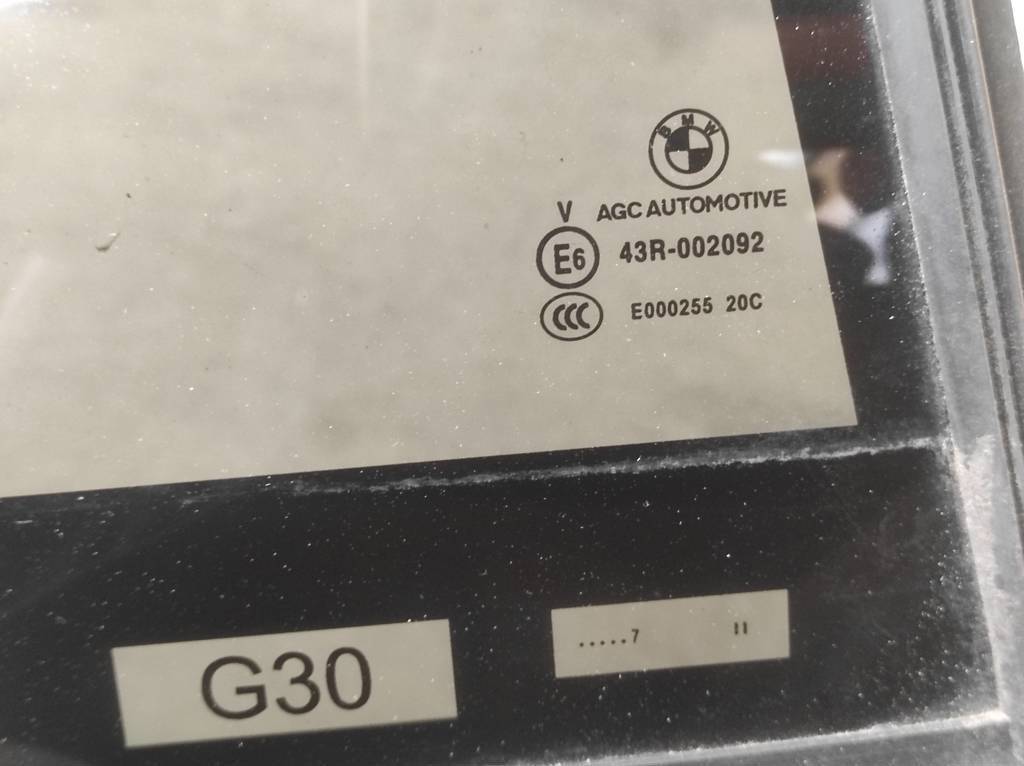 BMW
V AGC AUTOMOTIVE
E6 43R-002092
CCC E000255 20C
G30
.....7 II